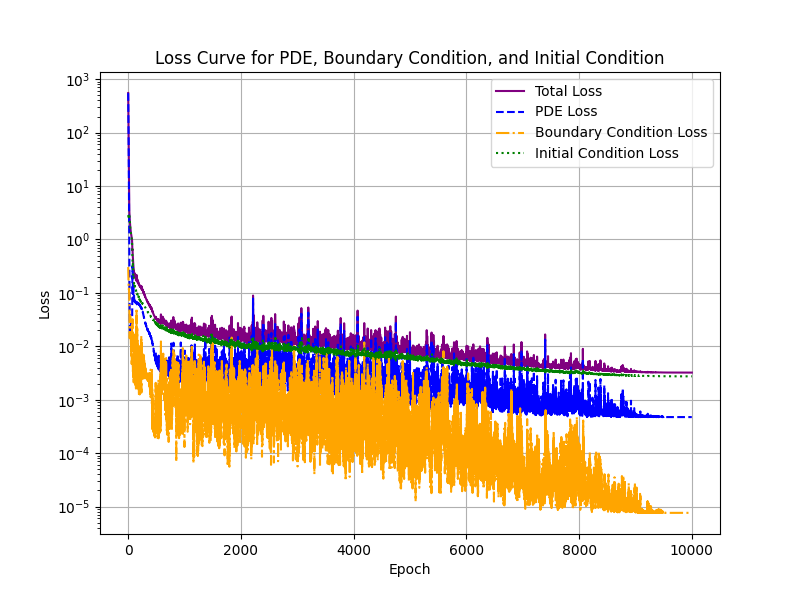 Loss Curve for PDE, Boundary Condition, and Initial Condition
Total Loss
PDE Loss
Boundary Condition Loss
Initial Condition Loss
10³
10²
10¹
10⁰
10⁻¹
10⁻²
10⁻³
10⁻⁴
10⁻⁵
Loss
0 2000 4000 6000 8000 10000
Epoch